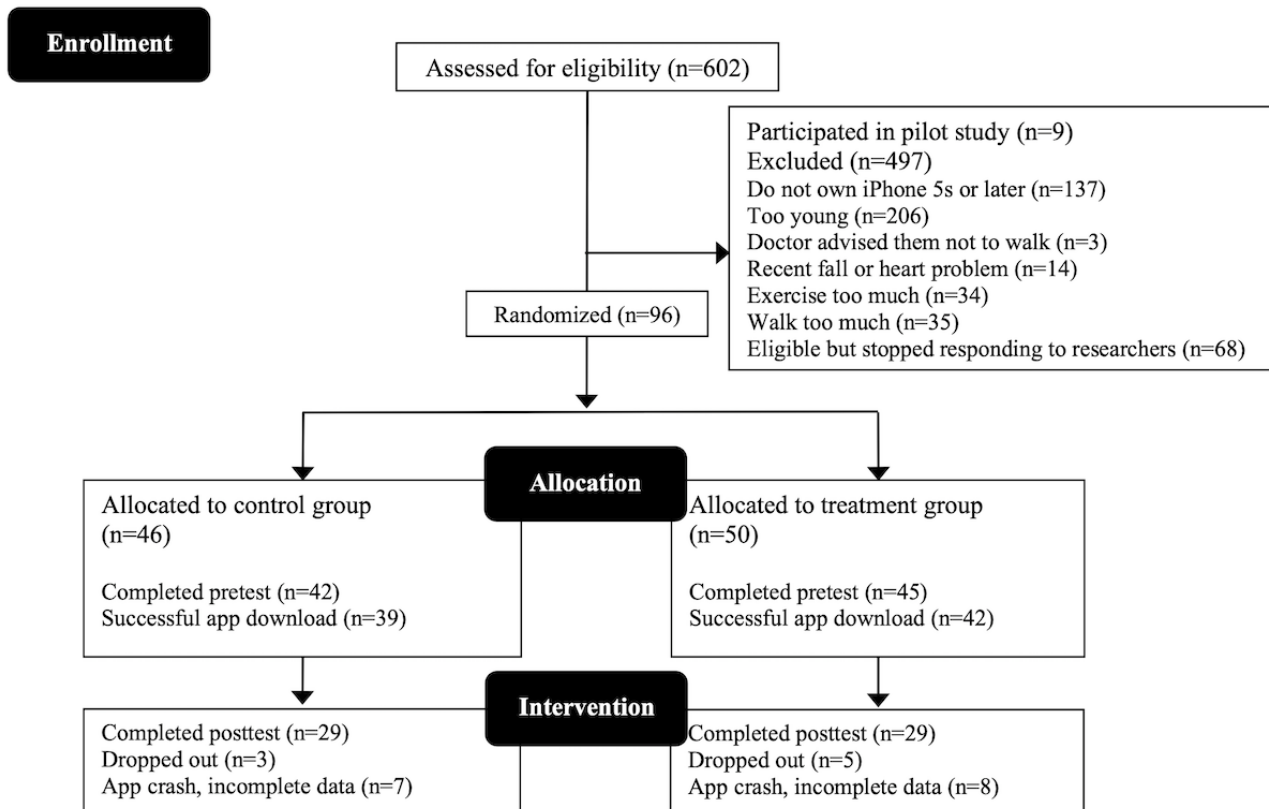 Enrollment
Assessed for eligibility (n=602)
Participated in pilot study (n=9)
Excluded (n=497)
Do not own iPhone 5s or later (n=137)
Too young (n=206)
Doctor advised them not to walk (n=3)
Recent fall or heart problem (n=14)
Exercise too much (n=34)
Walk too much (n=35)
Eligible but stopped responding to researchers (n=68)
Randomized (n=96)
Allocation
Allocated to control group
(n=46)
Completed pretest (n=42)
Successful app download (n=39)
Allocated to treatment group
(n=50)
Completed pretest (n=45)
Successful app download (n=42)
Intervention
Completed posttest (n=29)
Dropped out (n=3)
App crash, incomplete data (n=7)
Completed posttest (n=29)
Dropped out (n=5)
App crash, incomplete data (n=8)